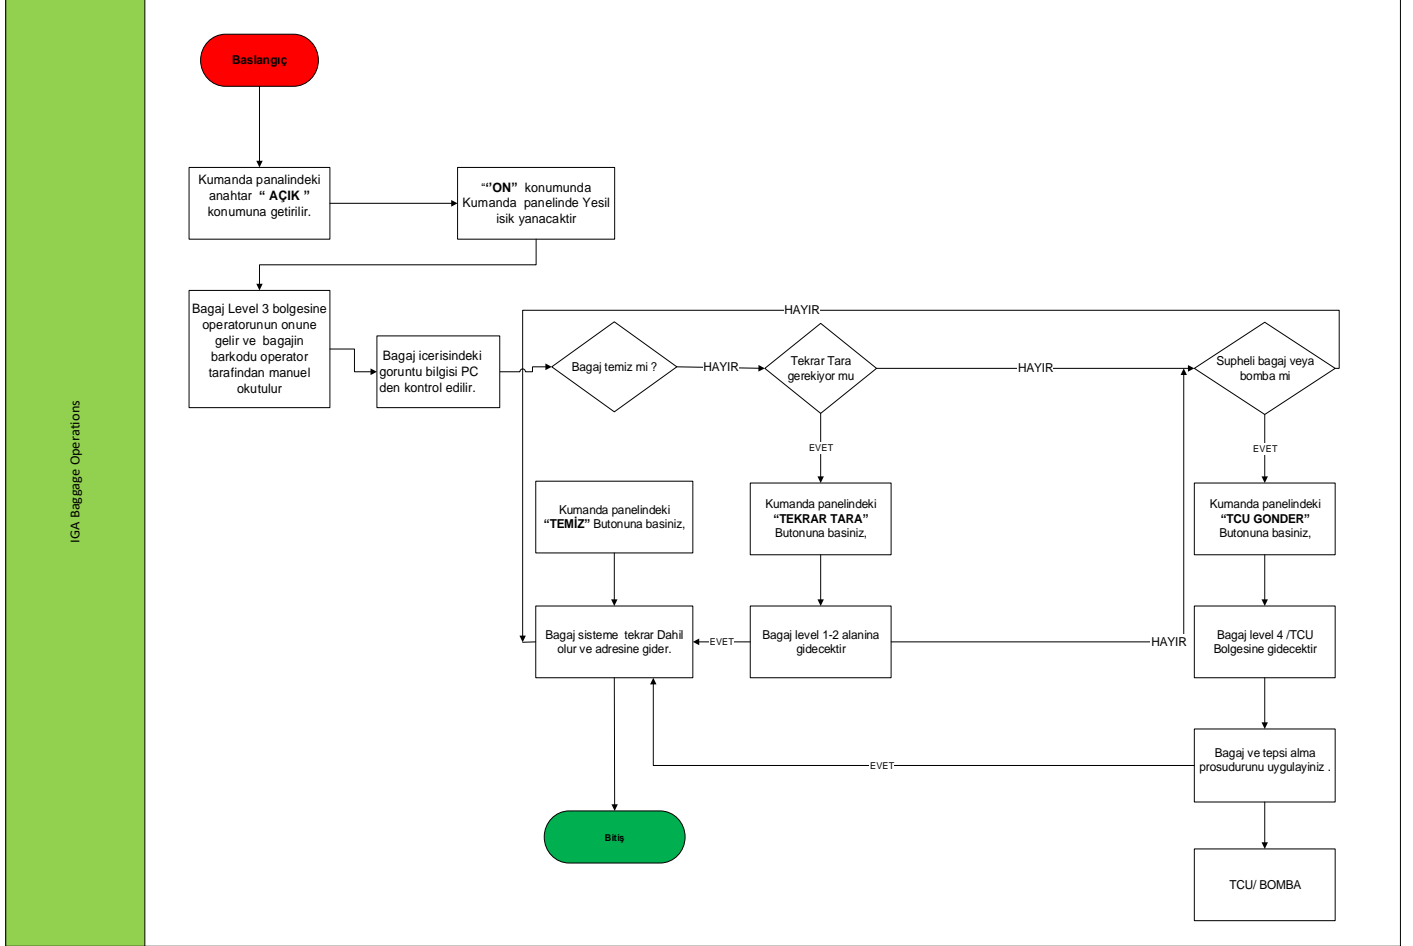 IGA Baggage Operations
Baslangıç
Kumanda panalindeki
anahtar “ AÇIK ”
konumuna getirilir.
“‘’ON” konumunda
Kumanda panelinde Yesil
isik yanacaktir
Bagaj Level 3 bolgesine
operatorunun onune
gelir ve bagajin
barkodu operator
tarafindan manuel
okutulur
Bagaj icerisindeki
goruntu bilgisi PC
den kontrol edilir.
HAYIR
Bagaj temiz mi ?
HAYIR
Tekrar Tara
gerekiyor mu
HAYIR
Supheli bagaj veya
bomba mi
EVET
EVET
Kumanda panelindeki
“TEMİZ” Butonuna basiniz,
Kumanda panelindeki
“TEKRAR TARA”
Butonuna basiniz,
Kumanda panelindeki
“TCU GONDER”
Butonuna basiniz,
Bagaj sisteme tekrar Dahil
olur ve adresine gider.
EVET
Bagaj level 1-2 alanina
gidecektir
HAYIR
Bagaj level 4 /TCU
Bolgesine gidecektir
Bagaj ve tepsi alma
prosudurunu uygulayiniz .
EVET
Bitiş
TCU/ BOMBA